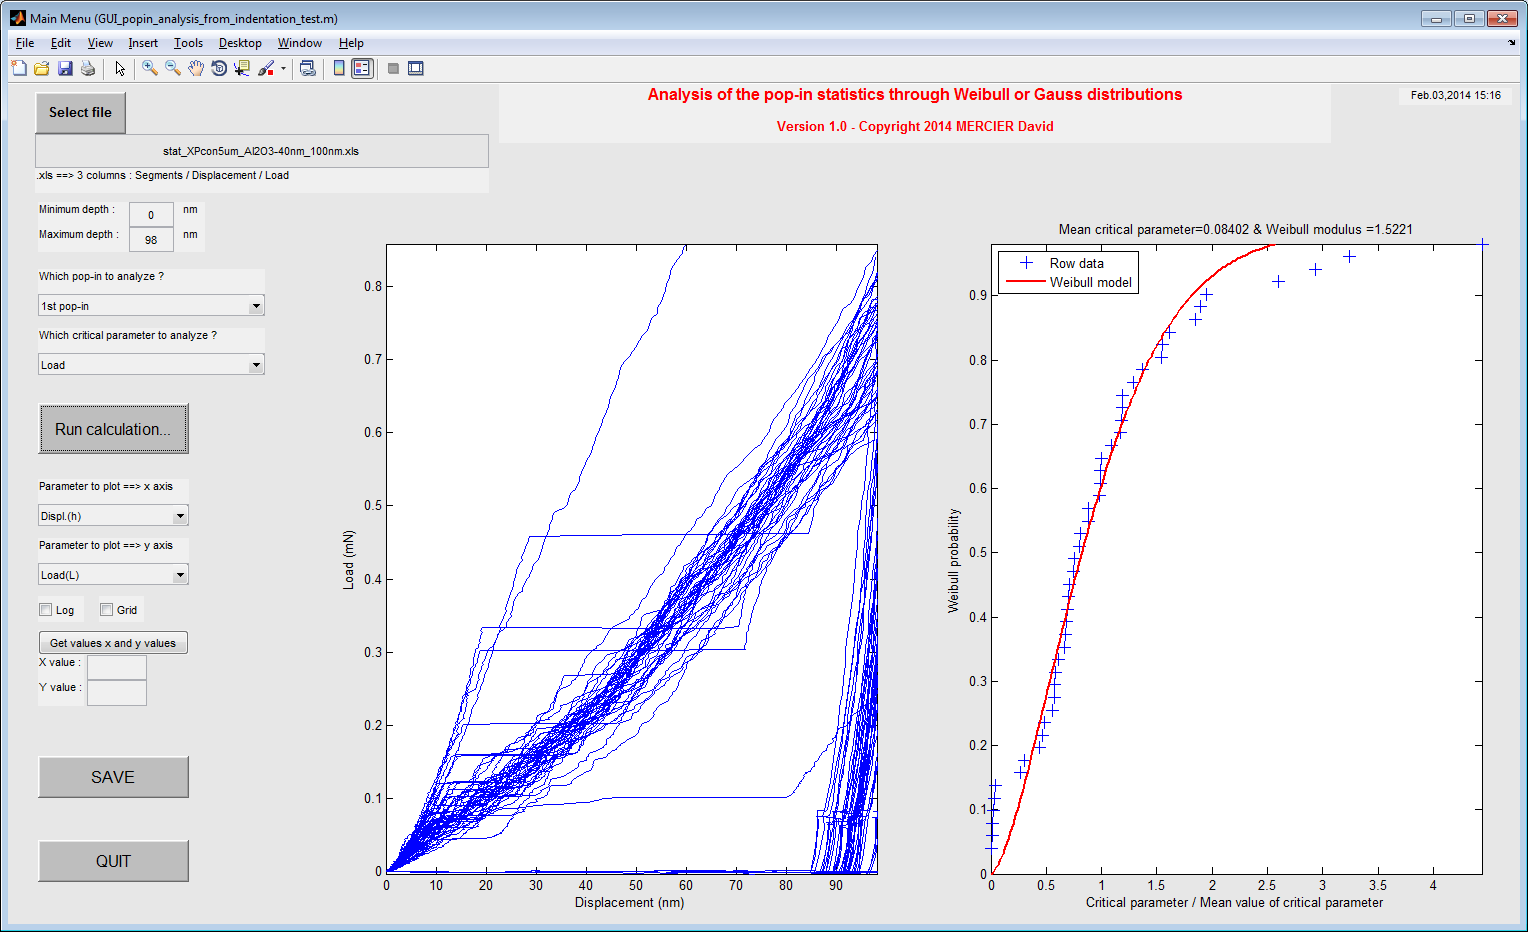 Main Menu (GUI_popin_analysis_from_indentation_test.m)
File Edit View Insert Tools Desktop Window Help
Select file
Analysis of the pop-in statistics through Weibull or Gauss distributions
Version 1.0 - Copyright 2014 MERCIER David
Feb.03,2014 15:16
stat_XPcon5um_Al2O3-40nm_100nm.xls
.xls ==> 3 columns : Segments / Displacement / Load
Minimum depth : 0 nm
Maximum depth : 98 nm
Which pop-in to analyze ?
1st pop-in
Which critical parameter to analyze ?
Load
Run calculation...
Parameter to plot ==> x axis
Displ.(h)
Parameter to plot ==> y axis
Load(L)
Log Grid
Get values x and y values
X value :
Y value :
SAVE
QUIT
Load (mN)
0.8
0.7
0.6
0.5
0.4
0.3
0.2
0.1
0
0 10 20 30 40 50 60 70 80 90
Displacement (nm)
Mean critical parameter=0.08402 & Weibull modulus =1.5221
Row data
Weibull model
Weibull probability
0.9
0.8
0.7
0.6
0.5
0.4
0.3
0.2
0.1
0
0 0.5 1 1.5 2 2.5 3 3.5 4
Critical parameter / Mean value of critical parameter